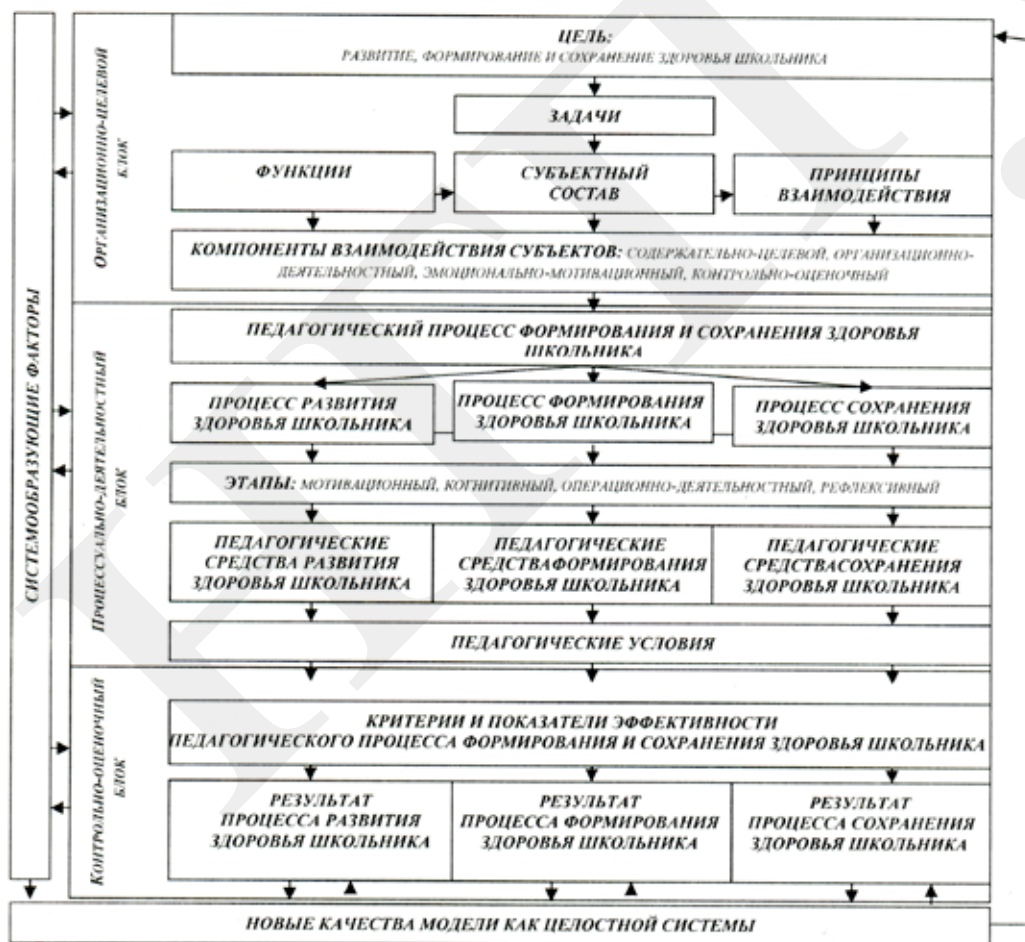 ЦЕЛЬ:
РАЗВИТИЕ, ФОРМИРОВАНИЕ И СОХРАНЕНИЕ ЗДОРОВЬЯ ШКОЛЬНИКА
ЗАДАЧИ
ФУНКЦИИ
СУБЪЕКТНЫЙ
СОСТАВ
ПРИНЦИПЫ
ВЗАИМОДЕЙСТВИЯ
КОМПОНЕНТЫ ВЗАИМОДЕЙСТВИЯ СУБЪЕКТОВ: СОДЕРЖАТЕЛЬНО-ЦЕЛЕВОЙ, ОРГАНИЗАЦИОННО-
ДЕЯТЕЛЬНОСТНЫЙ, ЭМОЦИОНАЛЬНО-МОТИВАЦИОННЫЙ, КОНТРОЛЬНО-ОЦЕНОЧНЫЙ
ОРГАНИЗАЦИОННО-ЦЕЛЕВОЙ
БЛОК
СИСТЕМООБРАЗУЮЩИЕ ФАКТОРЫ
ПЕДАГОГИЧЕСКИЙ ПРОЦЕСС ФОРМИРОВАНИЯ И СОХРАНЕНИЯ ЗДОРОВЬЯ
ШКОЛЬНИКА
ПРОЦЕСС РАЗВИТИЯ
ЗДОРОВЬЯ ШКОЛЬНИКА
ПРОЦЕСС ФОРМИРОВАНИЯ
ЗДОРОВЬЯ ШКОЛЬНИКА
ПРОЦЕСС СОХРАНЕНИЯ
ЗДОРОВЬЯ ШКОЛЬНИКА
ЭТАПЫ: МОТИВАЦИОННЫЙ, КОГНИТИВНЫЙ, ОПЕРАЦИОННО-ДЕЯТЕЛЬНОСТНЫЙ, РЕФЛЕКСИВНЫЙ
ПЕДАГОГИЧЕСКИЕ
СРЕДСТВА РАЗВИТИЯ
ЗДОРОВЬЯ ШКОЛЬНИКА
ПЕДАГОГИЧЕСКИЕ
СРЕДСТВАФОРМИРОВАНИЯ
ЗДОРОВЬЯ ШКОЛЬНИКА
ПЕДАГОГИЧЕСКИЕ
СРЕДСТВАСОХРАНЕНИЯ
ЗДОРОВЬЯ ШКОЛЬНИКА
ПЕДАГОГИЧЕСКИЕ УСЛОВИЯ
ПРОЦЕССУАЛЬНО-ДЕЯТЕЛЬНОСТНЫЙ
БЛОК
КРИТЕРИИ И ПОКАЗАТЕЛИ ЭФФЕКТИВНОСТИ
ПЕДАГОГИЧЕСКОГО ПРОЦЕССА ФОРМИРОВАНИЯ И СОХРАНЕНИЯ ЗДОРОВЬЯ ШКОЛЬНИКА
РЕЗУЛЬТАТ
ПРОЦЕССА РАЗВИТИЯ
ЗДОРОВЬЯ ШКОЛЬНИКА
РЕЗУЛЬТАТ
ПРОЦЕССА ФОРМИРОВАНИЯ
ЗДОРОВЬЯ ШКОЛЬНИКА
РЕЗУЛЬТАТ
ПРОЦЕССА СОХРАНЕНИЯ
ЗДОРОВЬЯ ШКОЛЬНИКА
КОНТРОЛЬНО-ОЦЕНОЧНЫЙ
БЛОК
НОВЫЕ КАЧЕСТВА МОДЕЛИ КАК ЦЕЛОСТНОЙ СИСТЕМЫ